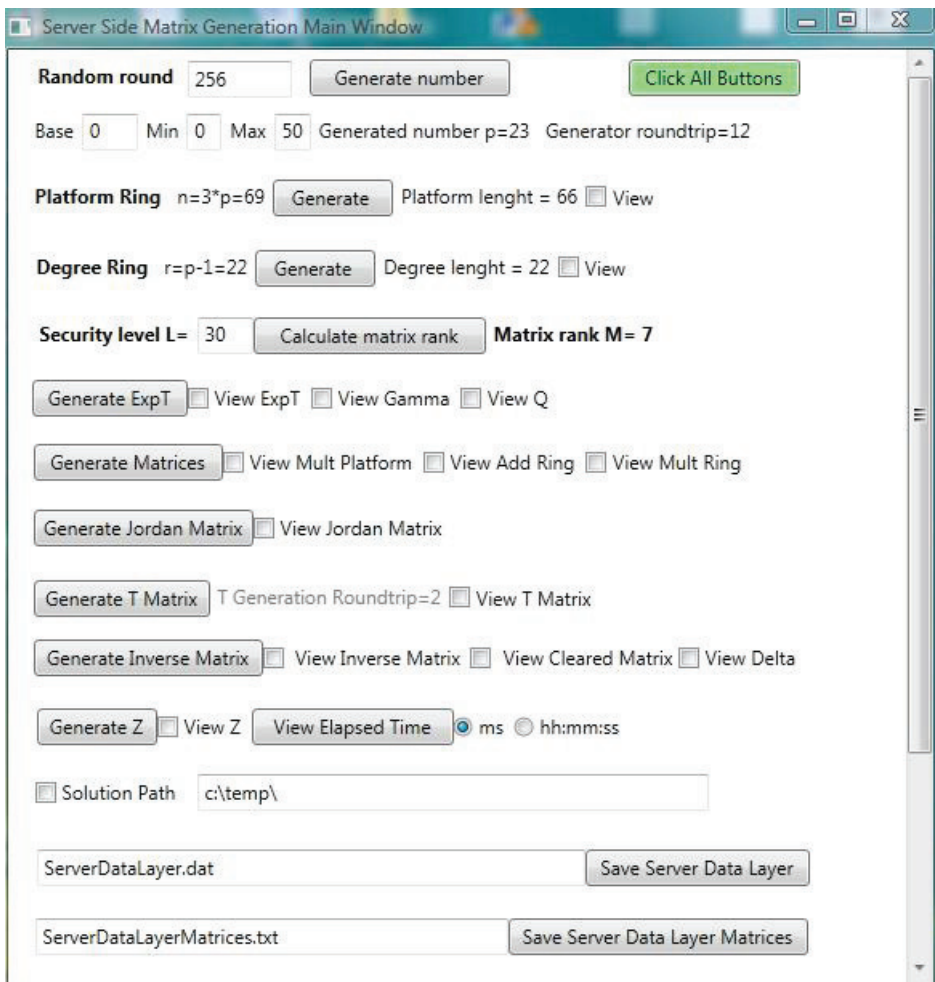 Server Side Matrix Generation Main Window
Random round 256 Generate number Click All Buttons
Base 0 Min 0 Max 50 Generated number p=23 Generator roundtrip=12
Platform Ring n=3*p=69 Generate Platform lenght = 66 View
Degree Ring r=p-1=22 Generate Degree lenght = 22 View
Security level L= 30 Calculate matrix rank Matrix rank M= 7
Generate ExpT View ExpT View Gamma View Q
Generate Matrices View Mult Platform View Add Ring View Mult Ring
Generate Jordan Matrix View Jordan Matrix
Generate T Matrix T Generation Roundtrip=2 View T Matrix
Generate Inverse Matrix View Inverse Matrix View Cleared Matrix View Delta
Generate Z View Z View Elapsed Time ms hh:mm:ss
Solution Path c:\temp\
ServerDataLayer.dat Save Server Data Layer
ServerDataLayerMatrices.txt Save Server Data Layer Matrices